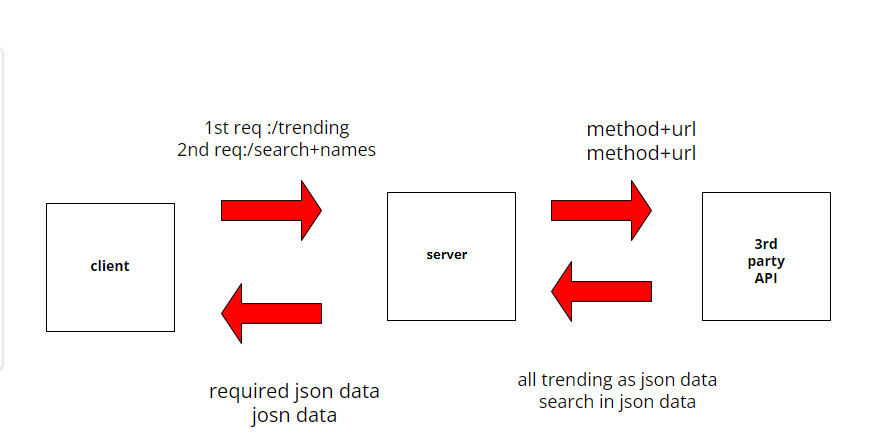 1st req :/trending
2nd req:/search+names
method+url
method+url
client
server
3rd
party
API
required json data
josn data
all trending as json data
search in json data